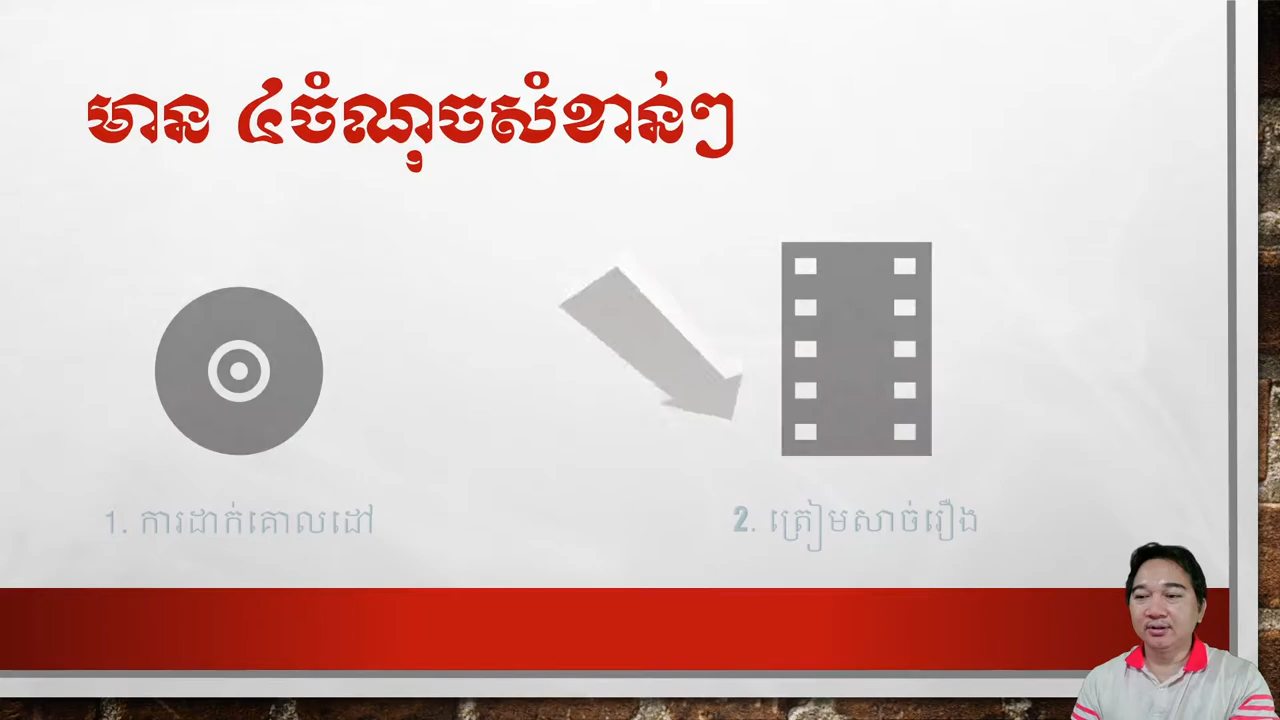 មាន ៤ចំណុចសំខាន់ៗ
1. ការដាក់គោលដៅ
2. ត្រៀមសាច់រឿង